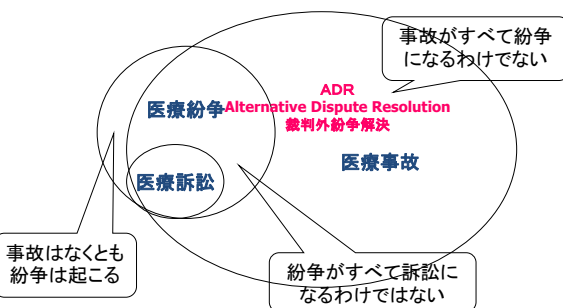 事故がすべて紛争
になるわけでない
ADR
医療紛争
Alternative Dispute Resolution
裁判外紛争解決
医療事故
医療訴訟
事故はなくとも
紛争は起こる
紛争がすべて訴訟に
なるわけではない